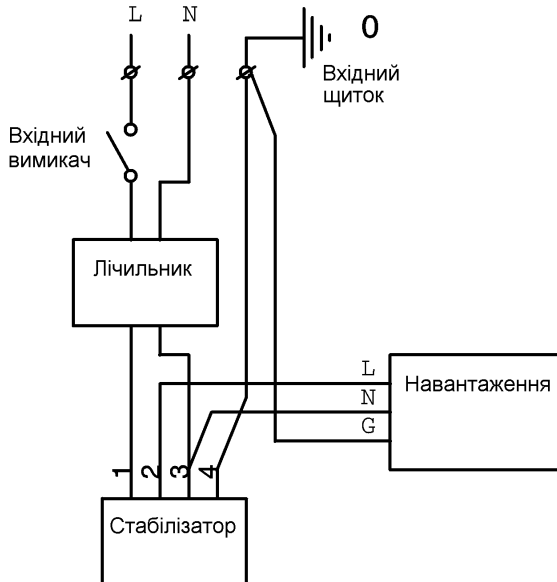 L N
0
Вхідний
щиток
Вхідний
вимикач
Лічильник
L
N
G
Навантаження
1 2 3 4
Стабілізатор